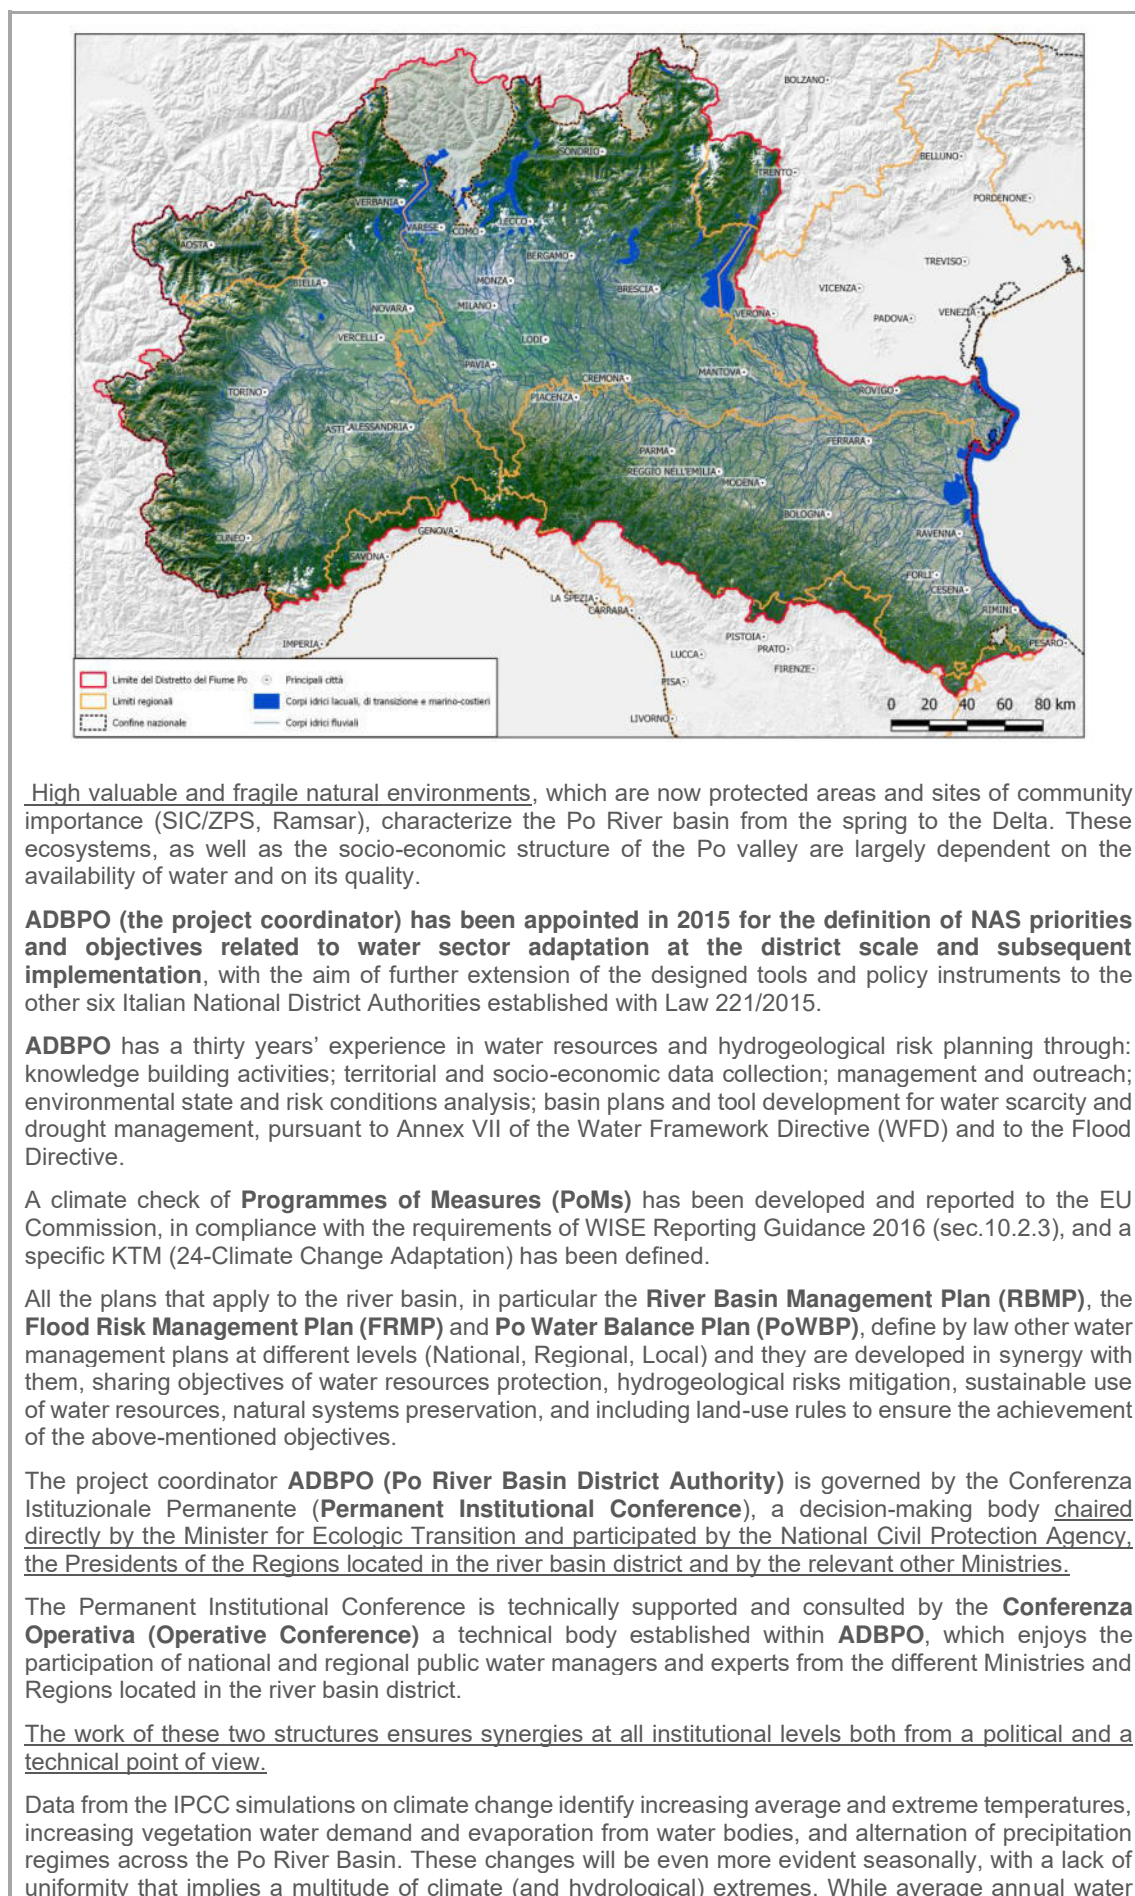 BOLZANO
BELLUNO
SONDRIO
TRENTO
PORDENONE
VERBANIA
VARESE
COMO
LECCO
AOSTA
BERGAMO
TREVISO
BIELLA
MONZA
BRESCIA
VICENZA
NOVARA
MILANO
VERONA
PADOVA
VENEZIA
VERCELLI
LODI
PAVIA
CREMONA
MANTOVA
TORINO
PIACENZA
ROVIGO
ASTI
ALESSANDRIA
FERRARA
PARMA
REGGIO NELL'EMILIA
MODENA
BOLOGNA
CUNEO
GENOVA
RAVENNA
SAVONA
FORLI'
CESENA
LA SPEZIA
CARRARA
RIMINI
IMPERIA
PISTOIA
PESARO
LUCCA
PRATO
FIRENZE
PISA
LIVORNO
Limite del Distretto del Fiume Po
Principali città
Limiti regionali
Corpi idrici lacuali, di transizione e marino-costieri
Confine nazionale
Corpi idrici fluviali
0 20 40 60 80 km
High valuable and fragile natural environments, which are now protected areas and sites of community
importance (SIC/ZPS, Ramsar), characterize the Po River basin from the spring to the Delta. These
ecosystems, as well as the socio-economic structure of the Po valley are largely dependent on the
availability of water and on its quality.
ADBPO (the project coordinator) has been appointed in 2015 for the definition of NAS priorities
and objectives related to water sector adaptation at the district scale and subsequent
implementation, with the aim of further extension of the designed tools and policy instruments to the
other six Italian National District Authorities established with Law 221/2015.
ADBPO has a thirty years' experience in water resources and hydrogeological risk planning through:
knowledge building activities; territorial and socio-economic data collection; management and outreach;
environmental state and risk conditions analysis; basin plans and tool development for water scarcity and
drought management, pursuant to Annex VII of the Water Framework Directive (WFD) and to the Flood
Directive.
A climate check of Programmes of Measures (PoMs) has been developed and reported to the EU
Commission, in compliance with the requirements of WISE Reporting Guidance 2016 (sec.10.2.3), and a
specific KTM (24-Climate Change Adaptation) has been defined.
All the plans that apply to the river basin, in particular the River Basin Management Plan (RBMP), the
Flood Risk Management Plan (FRMP) and Po Water Balance Plan (PoWBP), define by law other water
management plans at different levels (National, Regional, Local) and they are developed in synergy with
them, sharing objectives of water resources protection, hydrogeological risks mitigation, sustainable use
of water resources, natural systems preservation, and including land-use rules to ensure the achievement
of the above-mentioned objectives.
The project coordinator ADBPO (Po River Basin District Authority) is governed by the Conferenza
Istituzionale Permanente (Permanent Institutional Conference), a decision-making body chaired
directly by the Minister for Ecologic Transition and participated by the National Civil Protection Agency,
the Presidents of the Regions located in the river basin district and by the relevant other Ministries.
The Permanent Institutional Conference is technically supported and consulted by the Conferenza
Operativa (Operative Conference) a technical body established within ADBPO, which enjoys the
participation of national and regional public water managers and experts from the different Ministries and
Regions located in the river basin district.
The work of these two structures ensures synergies at all institutional levels both from a political and a
technical point of view.
Data from the IPCC simulations on climate change identify increasing average and extreme temperatures,
increasing vegetation water demand and evaporation from water bodies, and alternation of precipitation
regimes across the Po River Basin. These changes will be even more evident seasonally, with a lack of
uniformity that implies a multitude of climate (and hydrological) extremes. While average annual water